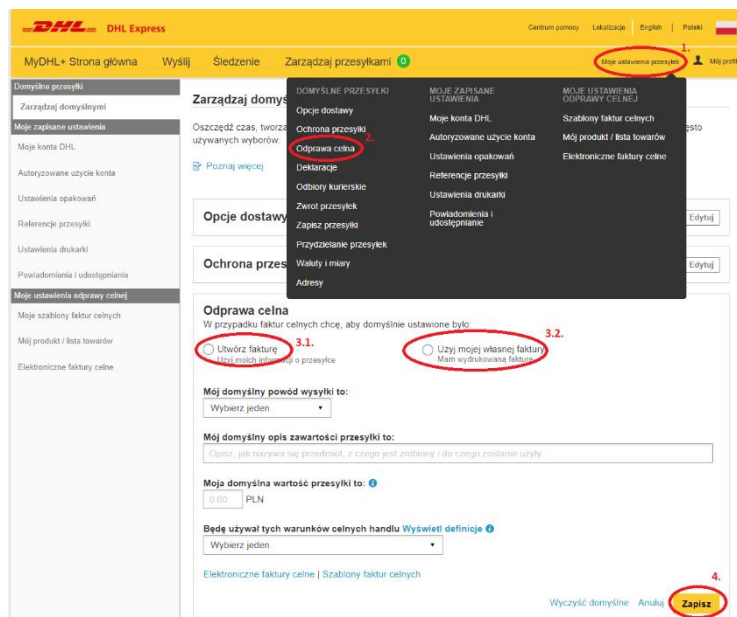 DHL DHL Express
Centrum pomocy Lokalizacje English | Polski
1.
MyDHL+ Strona główna Wyślij Śledzenie Zarządzaj przesyłkami 0 Moje ustawienia przesyłek Mój profil
Domyślne przesyłki
Zarządzaj domyślnymi
Moje zapisane ustawienia
Moje konta DHL
Autoryzowane użycie konta
Ustawienia opakowań
Referencje przesyłki
Ustawienia drukarki
Powiadomienia i udostępnianie
Moje ustawienia odprawy celnej
Moje szablony faktur celnych
Mój produkt / lista towarów
Elektroniczne faktury celne
Zarządzaj domyś
Oszczędź czas, tworza
ęsto
używanych wyborów.
Poznaj więcej
DOMYŚLNE PRZESYŁKI
Opcje dostawy
Ochrona przesyłki
2.
Odprawa celna
Deklaracje
Odbiory kurierskie
Zwrot przesyłek
Zapisz przesyłki
Przydzielanie przesyłek
Waluty i miary
Adresy
MOJE ZAPISANE
USTAWIENIA
Moje konta DHL
Autoryzowane użycie konta
Ustawienia opakowań
Referencje przesyłki
Ustawienia drukarki
Powiadomienia i
udostępnianie
MOJE USTAWIENIA
ODPRAWY CELNEJ
Szablony faktur celnych
Mój produkt / lista towarów
Elektroniczne faktury celne
Opcje dostawy
Edytuj
Ochrona przes
Edytuj
Odprawa celna
W przypadku faktur celnych chcę, aby domyślnie ustawione było:
3.1.
3.2.
Utwórz fakturę
Użyj moich informacji o przesyłce
Użyj mojej własnej faktury
Mam wydrukowaną fakturę
Mój domyślny powód wysyłki to:
Wybierz jeden
Mój domyślny opis zawartości przesyłki to:
Opisz, jak nazywa się przedmiot, z czego jest zrobiony i do czego zostanie użyty.
Moja domyślna wartość przesyłki to:
0.00 PLN
Będę używał tych warunków celnych handlu Wyświetl definicje
Wybierz jeden
Elektroniczne faktury celne | Szablony faktur celnych
4.
Wyczyść domyślne Anuluj Zapisz